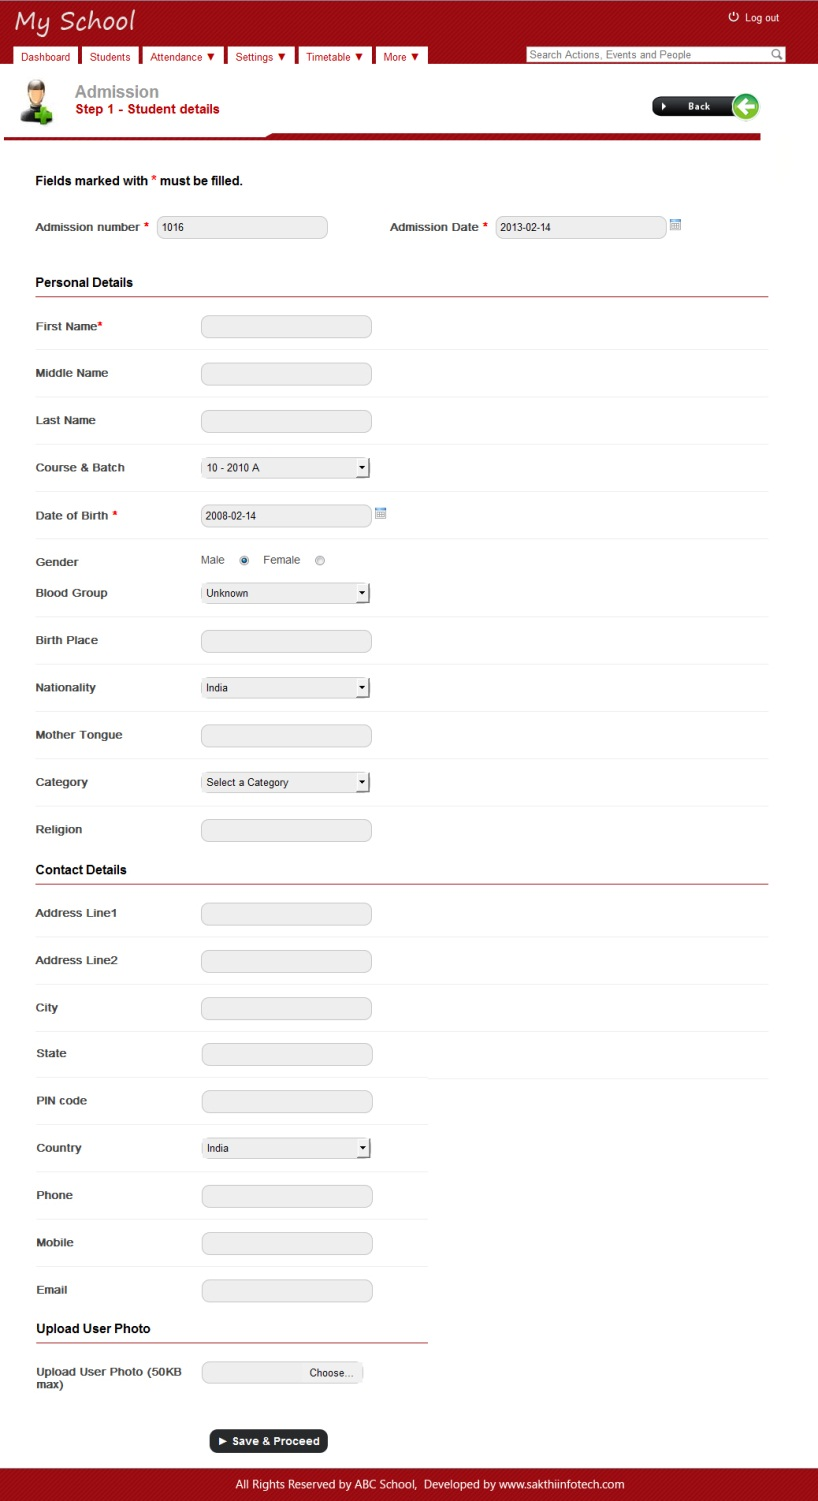 My School
Log out
Dashboard Students Attendance ▼ Settings ▼ Timetable ▼ More ▼ Search Actions, Events and People
Admission
Step 1 - Student details
Back
Fields marked with * must be filled.
Admission number * 1016 Admission Date * 2013-02-14
Personal Details
First Name*
Middle Name
Last Name
Course & Batch 10 - 2010 A
Date of Birth * 2008-02-14
Gender Male Female
Blood Group Unknown
Birth Place
Nationality India
Mother Tongue
Category Select a Category
Religion
Contact Details
Address Line1
Address Line2
City
State
PIN code
Country India
Phone
Mobile
Email
Upload User Photo
Upload User Photo (50KB
max) Choose...
► Save & Proceed
All Rights Reserved by ABC School, Developed by www.sakthiinfotech.com